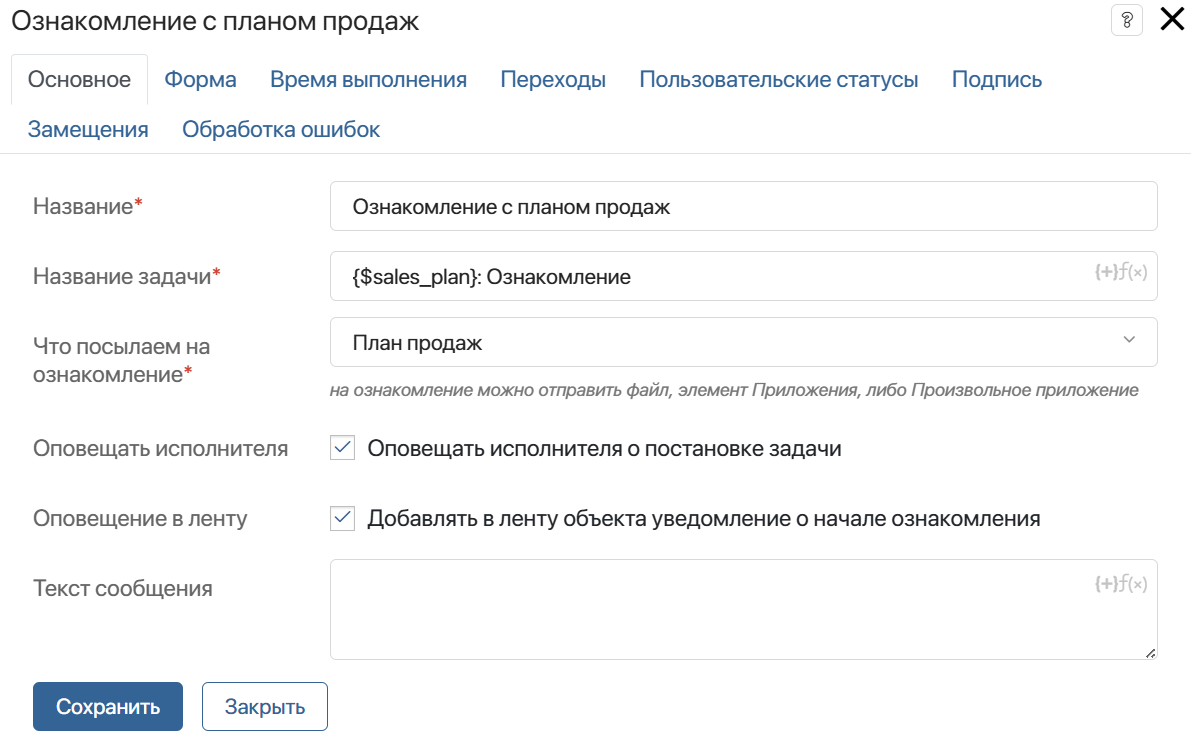 Ознакомление с планом продаж
?
Основное Форма Время выполнения Переходы Пользовательские статусы Подпись
Замещения Обработка ошибок
Название* Ознакомление с планом продаж
Название задачи* {$sales_plan}: Ознакомление {+}ƒ(×)
Что посылаем на
ознакомление* План продаж
на ознакомление можно отправить файл, элемент Приложения, либо Произвольное приложение
Оповещать исполнителя Оповещать исполнителя о постановке задачи
Оповещение в ленту Добавлять в ленту объекта уведомление о начале ознакомления
Текст сообщения {+}ƒ(×)
Сохранить Закрыть